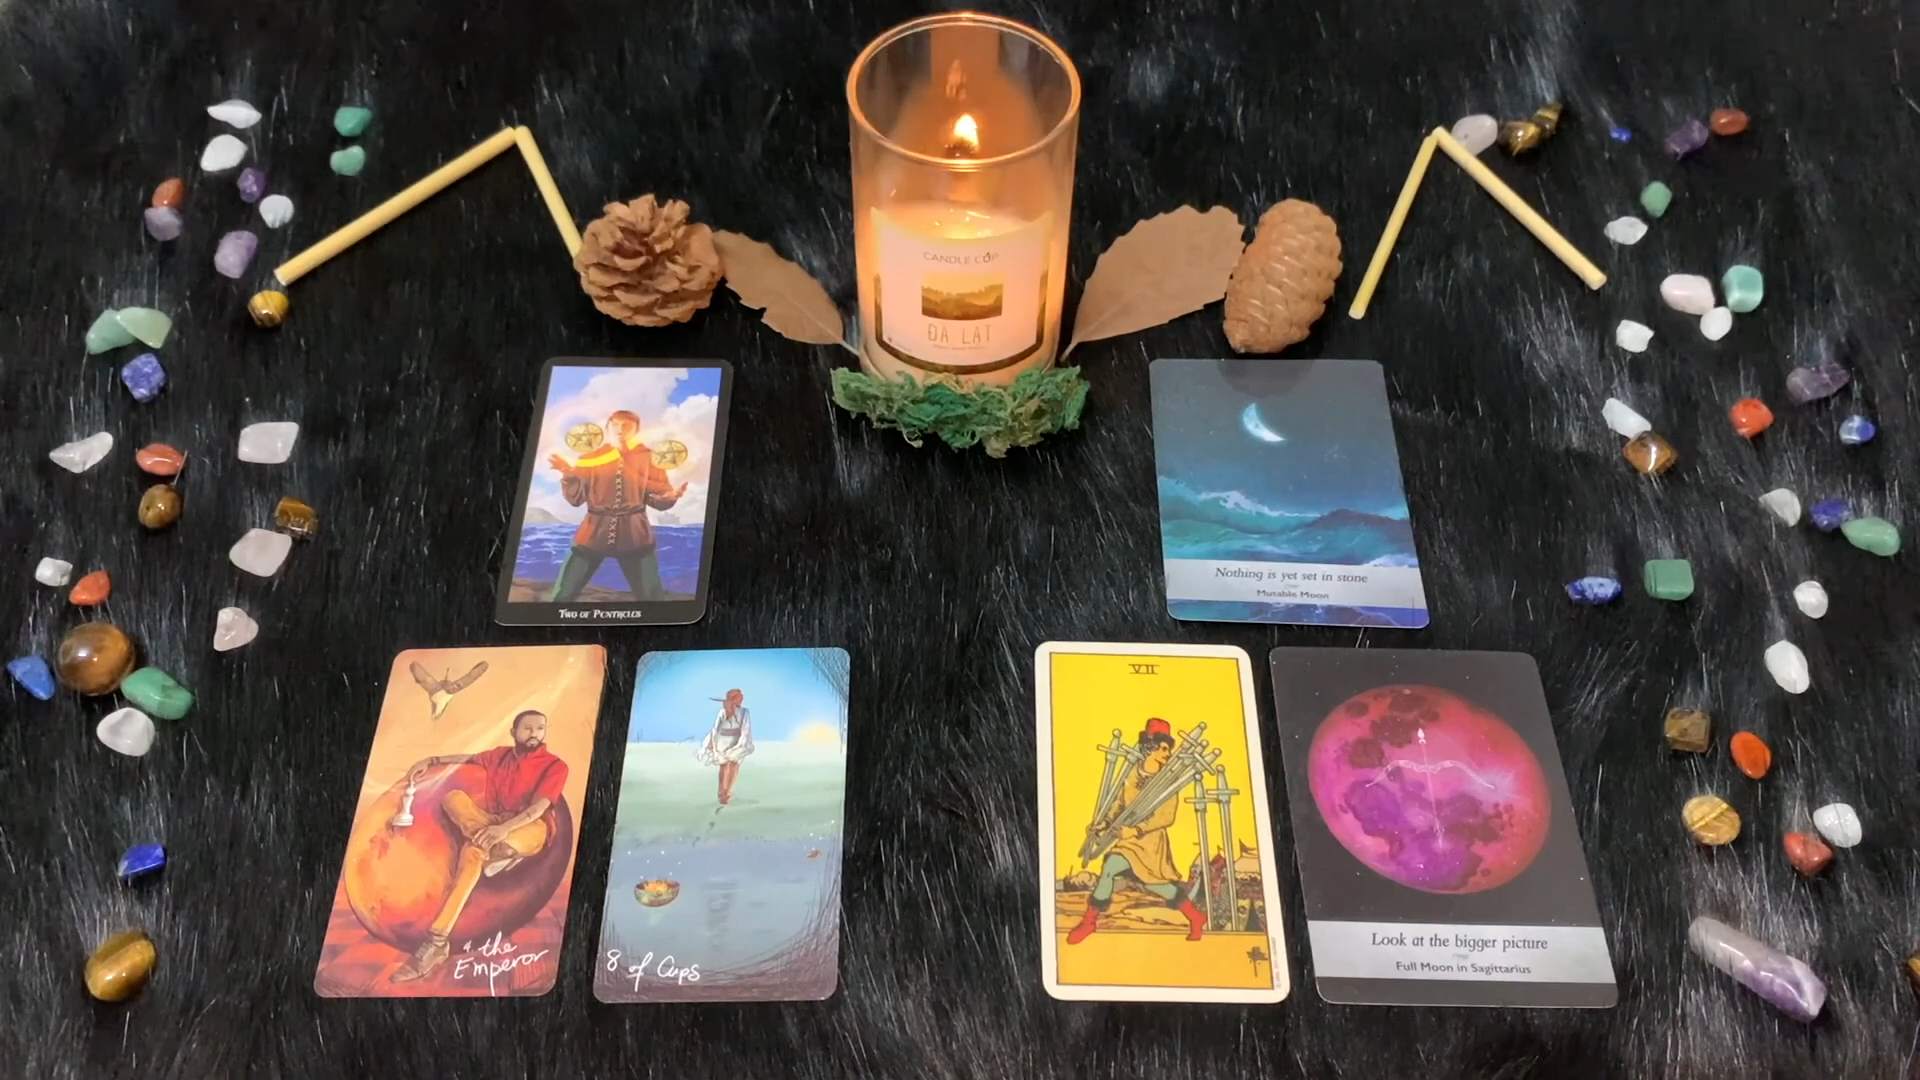 CANDLE CUP
ĐÀ LẠT
Two of Pentacles
Nothing is yet set in stone
Mutable Moon
VII
4. the
Emperor
8 of Cups
Look at the bigger picture
Full Moon in Sagittarius